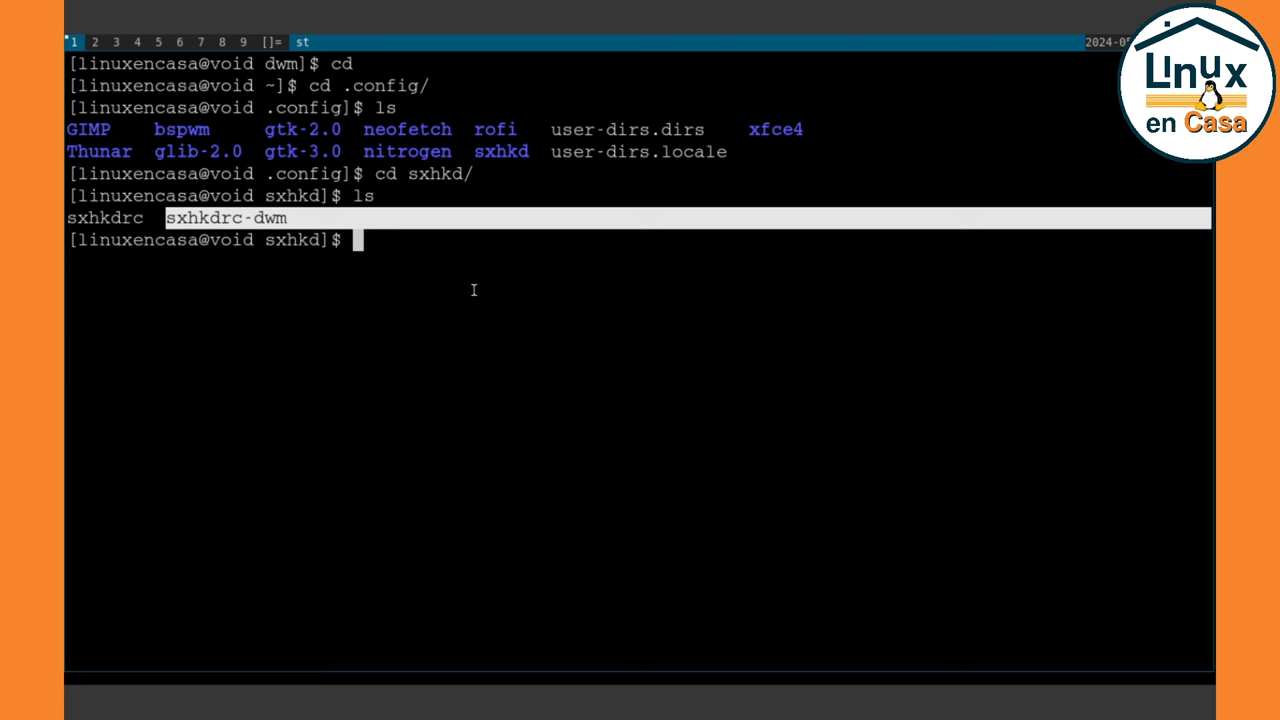 1 2 3 4 5 6 7 8 9 []= st 2024-05
[linuxencasa@void dwm]$ cd
[linuxencasa@void ~]$ cd .config/
[linuxencasa@void .config]$ ls
GIMP bspwm gtk-2.0 neofetch rofi user-dirs.dirs xfce4
Thunar glib-2.0 gtk-3.0 nitrogen sxhkd user-dirs.locale
[linuxencasa@void .config]$ cd sxhkd/
[linuxencasa@void sxhkd]$ ls
sxhkdrc sxhkdrc-dwm
[linuxencasa@void sxhkd]$
Linux
en Casa